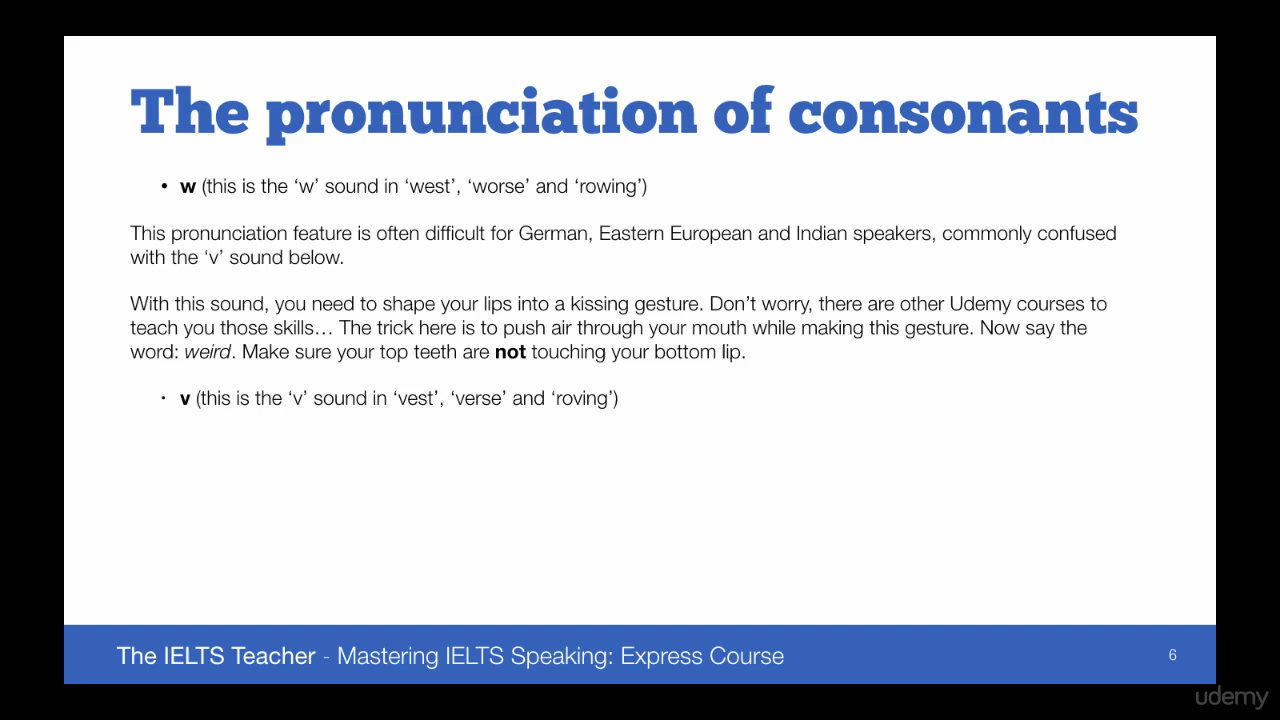 The pronunciation of consonants
• w (this is the ‘w’ sound in ‘west’, ‘worse’ and ‘rowing’)
This pronunciation feature is often difficult for German, Eastern European and Indian speakers, commonly confused
with the ‘v’ sound below.
With this sound, you need to shape your lips into a kissing gesture. Don’t worry, there are other Udemy courses to
teach you those skills… The trick here is to push air through your mouth while making this gesture. Now say the
word: weird. Make sure your top teeth are not touching your bottom lip.
• v (this is the ‘v’ sound in ‘vest’, ‘verse’ and ‘roving’)
The IELTS Teacher - Mastering IELTS Speaking: Express Course
6
udemy